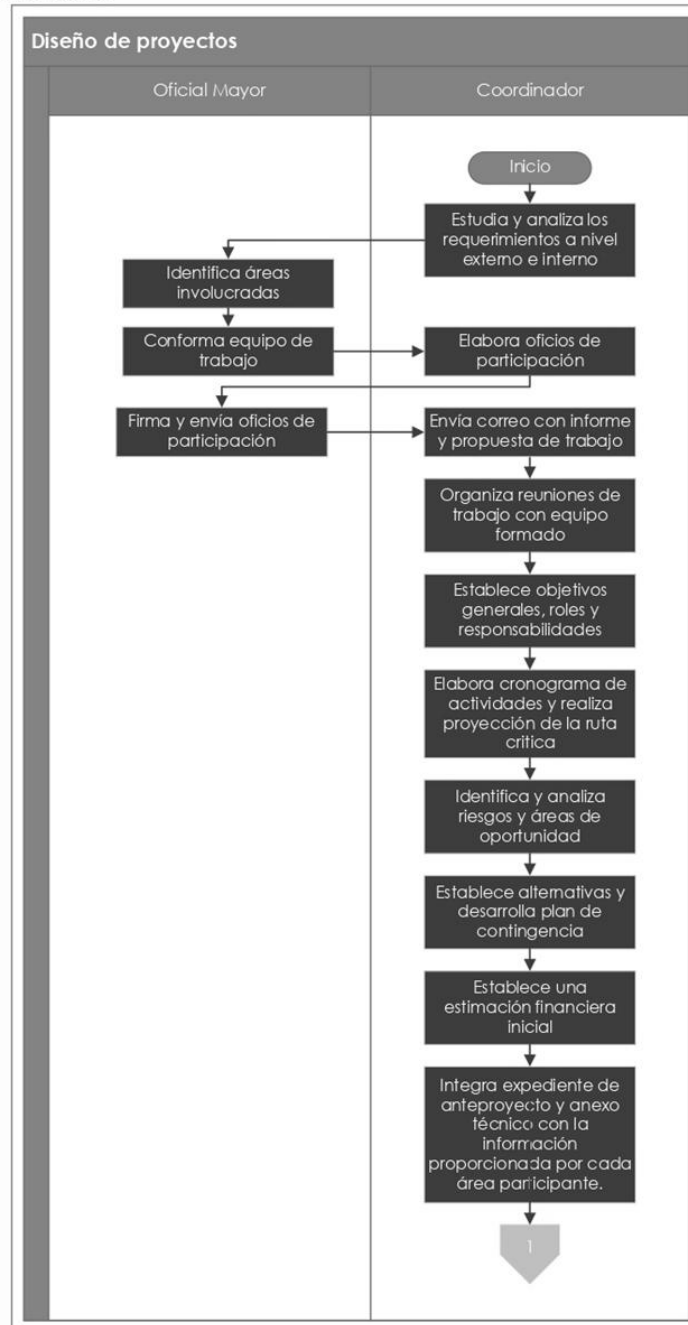 Diseño de proyectos
Oficial Mayor
Coordinador
Inicio
Estudia y analiza los
requerimientos a nivel
externo e interno
Identifica áreas
involucradas
Conforma equipo de
trabajo
Elabora oficios de
participación
Firma y envía oficios de
participación
Envía correo con informe
y propuesta de trabajo
Organiza reuniones de
trabajo con equipo
formado
Establece objetivos
generales, roles y
responsabilidades
Elabora cronograma de
actividades y realiza
proyección de la ruta
critica
Identifica y analiza
riesgos y áreas de
oportunidad
Establece alternativas y
desarrolla plan de
contingencia
Establece una
estimación financiera
inicial
Integra expediente de
anteproyecto y anexo
técnico con la
información
proporcionada por cada
área participante.
1